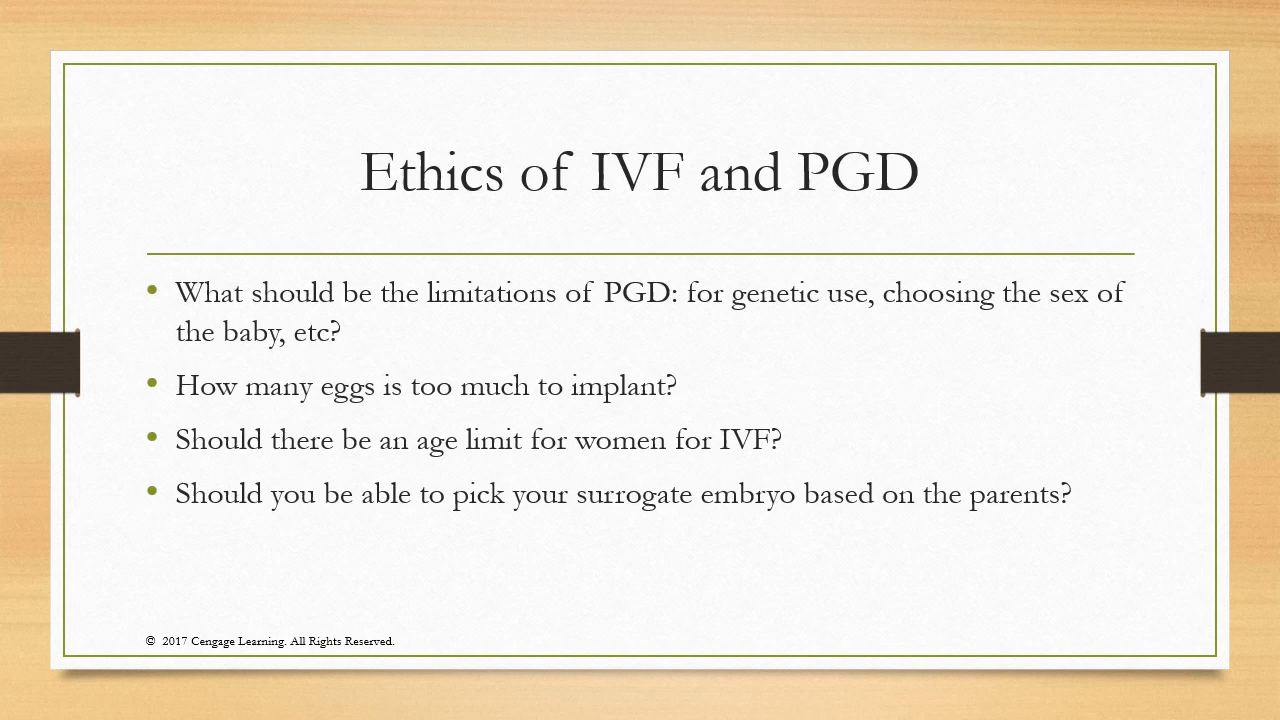 Ethics of IVF and PGD
• What should be the limitations of PGD: for genetic use, choosing the sex of
the baby, etc?
• How many eggs is too much to implant?
• Should there be an age limit for women for IVF?
• Should you be able to pick your surrogate embryo based on the parents?
© 2017 Cengage Learning. All Rights Reserved.